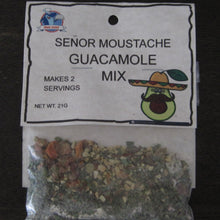 SEÑOR MOUSTACHE
GUACAMOLE
MIX
MAKES 2
SERVINGS
NET WT. 21G